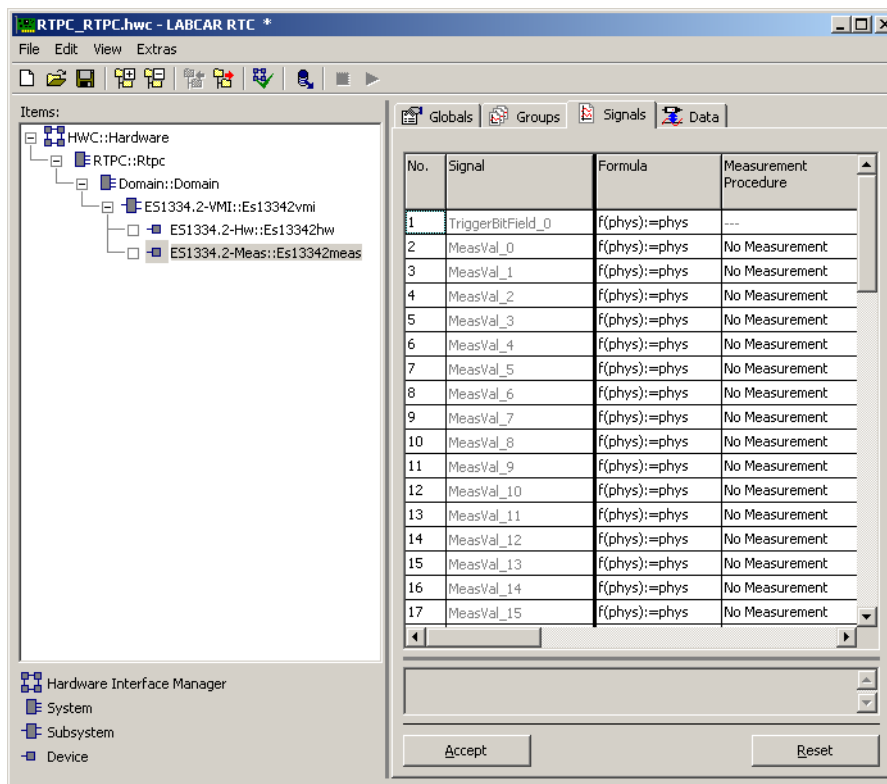 RTPC_RTPC.hwc - LABCAR RTC *
File Edit View Extras
Items:
HWC::Hardware
RTPC::Rtpc
Domain::Domain
ES1334.2-VMI::Es13342vmi
ES1334.2-Hw::Es13342hw
ES1334.2-Meas::Es13342meas
Hardware Interface Manager
System
Subsystem
Device
Globals Groups Signals Data
No. Signal Formula Measurement Procedure
1 TriggerBitField_0 f(phys):=phys ---
2 MeasVal_0 f(phys):=phys No Measurement
3 MeasVal_1 f(phys):=phys No Measurement
4 MeasVal_2 f(phys):=phys No Measurement
5 MeasVal_3 f(phys):=phys No Measurement
6 MeasVal_4 f(phys):=phys No Measurement
7 MeasVal_5 f(phys):=phys No Measurement
8 MeasVal_6 f(phys):=phys No Measurement
9 MeasVal_7 f(phys):=phys No Measurement
10 MeasVal_8 f(phys):=phys No Measurement
11 MeasVal_9 f(phys):=phys No Measurement
12 MeasVal_10 f(phys):=phys No Measurement
13 MeasVal_11 f(phys):=phys No Measurement
14 MeasVal_12 f(phys):=phys No Measurement
15 MeasVal_13 f(phys):=phys No Measurement
16 MeasVal_14 f(phys):=phys No Measurement
17 MeasVal_15 f(phys):=phys No Measurement
Accept Reset